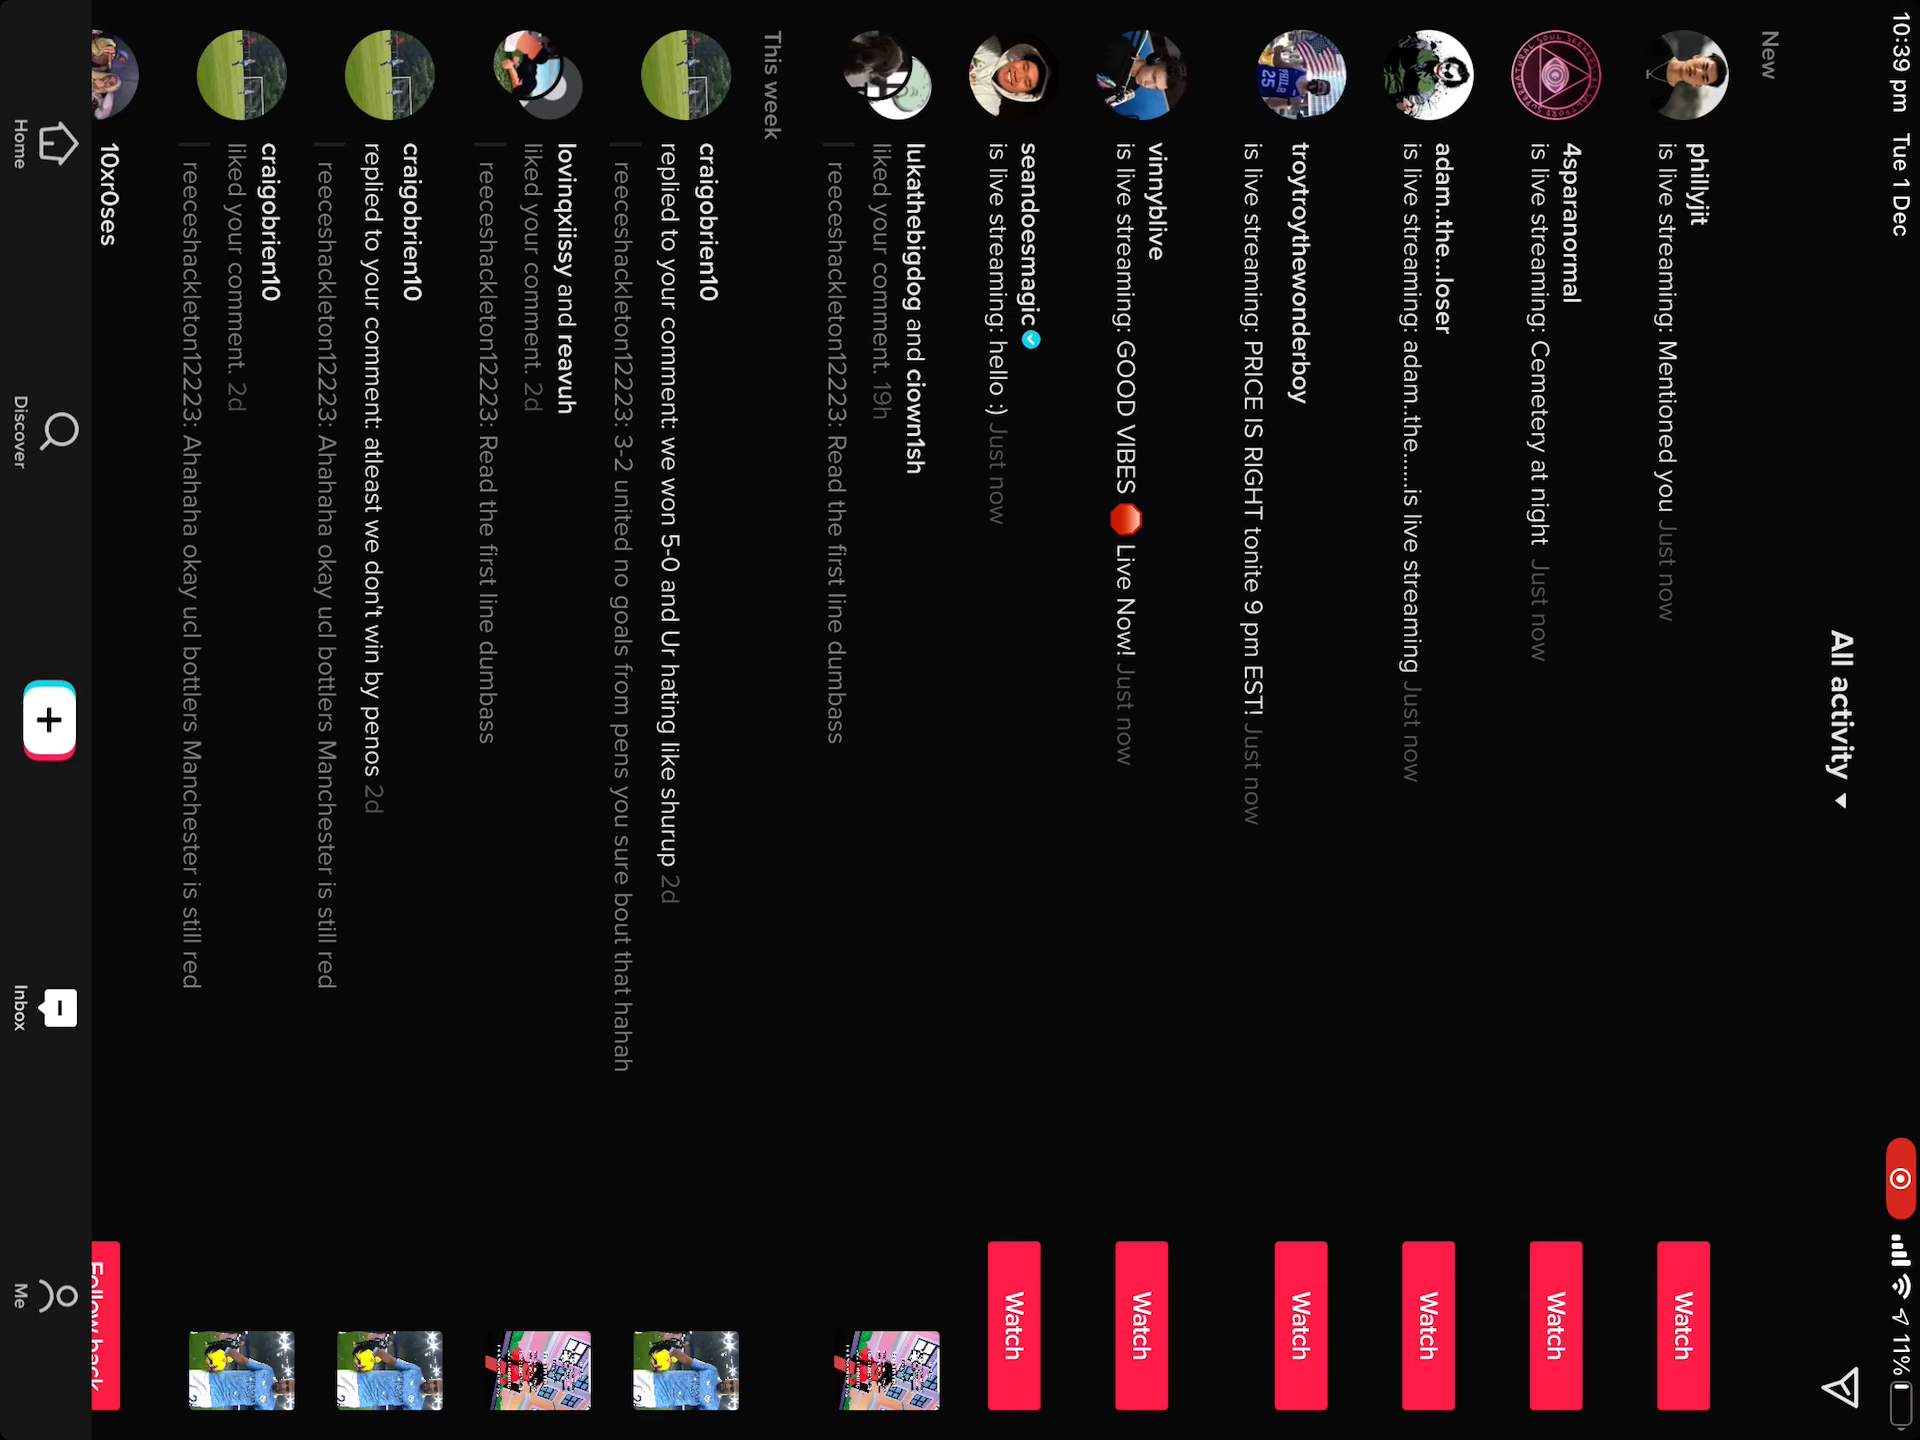 10:39 pm Tue 1 Dec
11%
All activity
New
phillyjit
is live streaming: Mentioned you Just now
Watch
4sparanormal
is live streaming: Cemetery at night Just now
Watch
adam..the...loser
is live streaming: adam..the......is live streaming Just now
Watch
troytroythewonderboy
is live streaming: PRICE IS RIGHT tonite 9 pm EST! Just now
Watch
vinnyblive
is live streaming: GOOD VIBES 🛑 Live Now! Just now
Watch
seandoesmagic
is live streaming: hello :) Just now
Watch
lukathebigdog and ciown1sh
liked your comment. 19h
reeceshackleton12223: Read the first line dumbass
This week
craigobrien10
replied to your comment: we won 5-0 and Ur hating like shurup 2d
reeceshackleton12223: 3-2 united no goals from pens you sure bout that hahah
lovinqxiissy and reavuh
liked your comment. 2d
reeceshackleton12223: Read the first line dumbass
craigobrien10
replied to your comment: atleast we don't win by penos 2d
reeceshackleton12223: Ahahaha okay ucl bottlers Manchester is still red
craigobrien10
liked your comment. 2d
reeceshackleton12223: Ahahaha okay ucl bottlers Manchester is still red
10xr0ses
Follow back
Home
Discover
Inbox
Me